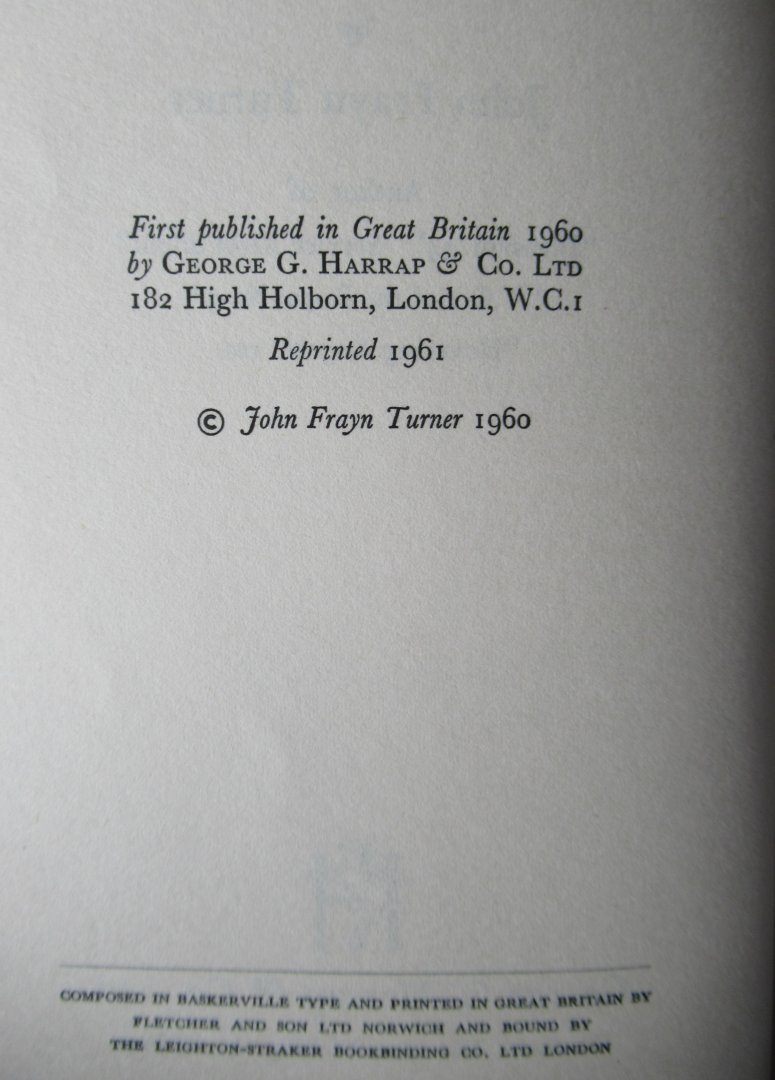 First published in Great Britain 1960
by GEORGE G. HARRAP & Co. LTD
182 High Holborn, London, W.C.1
Reprinted 1961
© John Frayn Turner 1960
COMPOSED IN BASKERVILLE TYPE AND PRINTED IN GREAT BRITAIN BY
FLETCHER AND SON LTD NORWICH AND BOUND BY
THE LEIGHTON-STRAKER BOOKBINDING CO. LTD LONDON